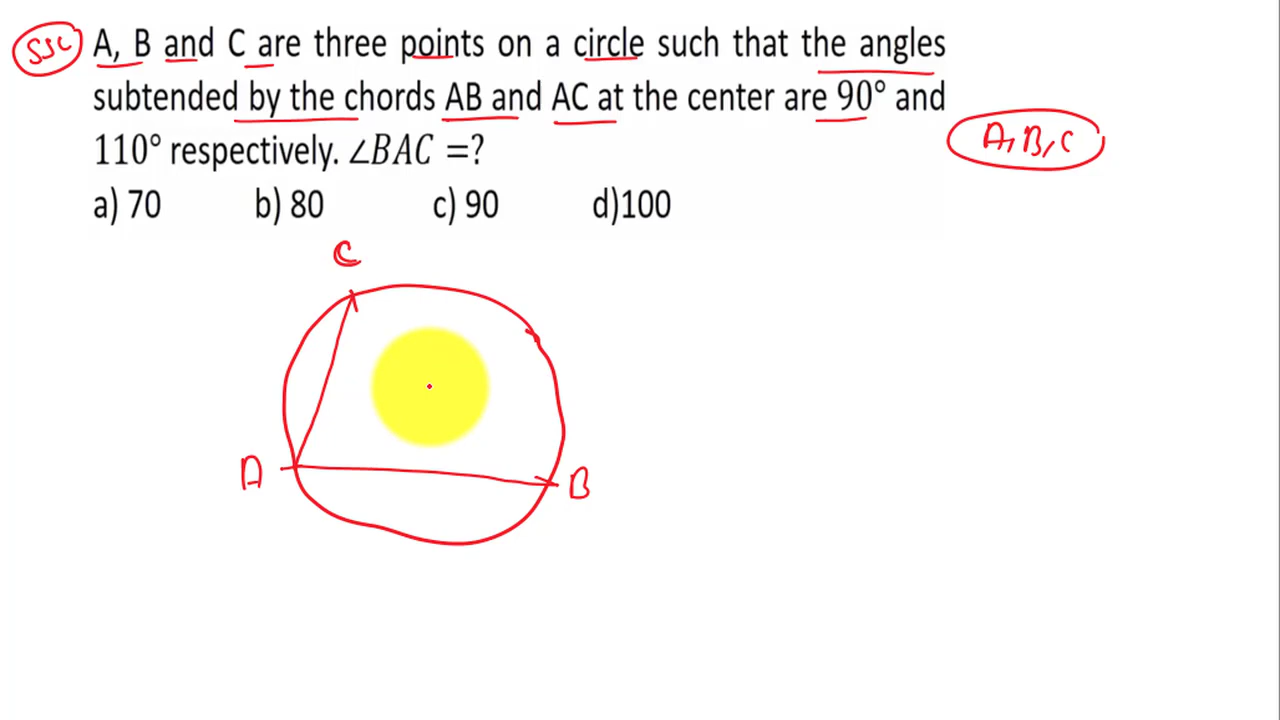 SSC A, B and C are three points on a circle such that the angles
subtended by the chords AB and AC at the center are 90° and
110° respectively. ∠BAC =?
A, B, C
a) 70 b) 80 c) 90 d)100
C
A B